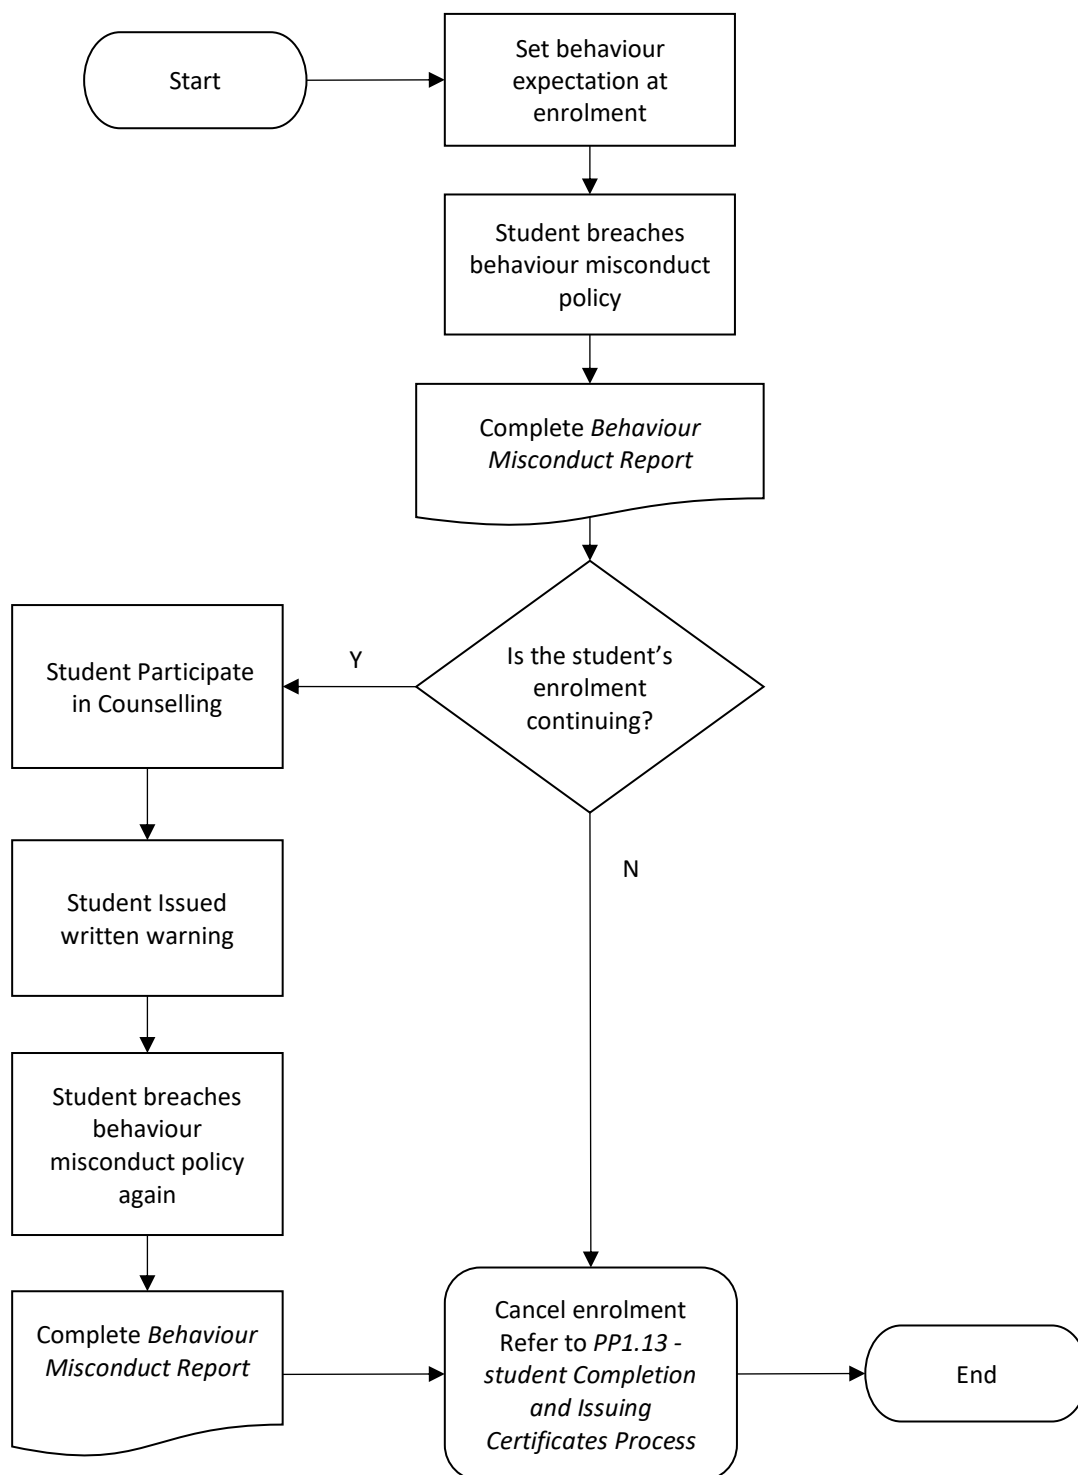 Start
Set behaviour
expectation at
enrolment
Student breaches
behaviour misconduct
policy
Complete Behaviour
Misconduct Report
Is the student’s
enrolment
continuing?
Y
Student Participate
in Counselling
N
Student Issued
written warning
Student breaches
behaviour
misconduct policy
again
Complete Behaviour
Misconduct Report
Cancel enrolment
Refer to PP1.13 -
student Completion
and Issuing
Certificates Process
End